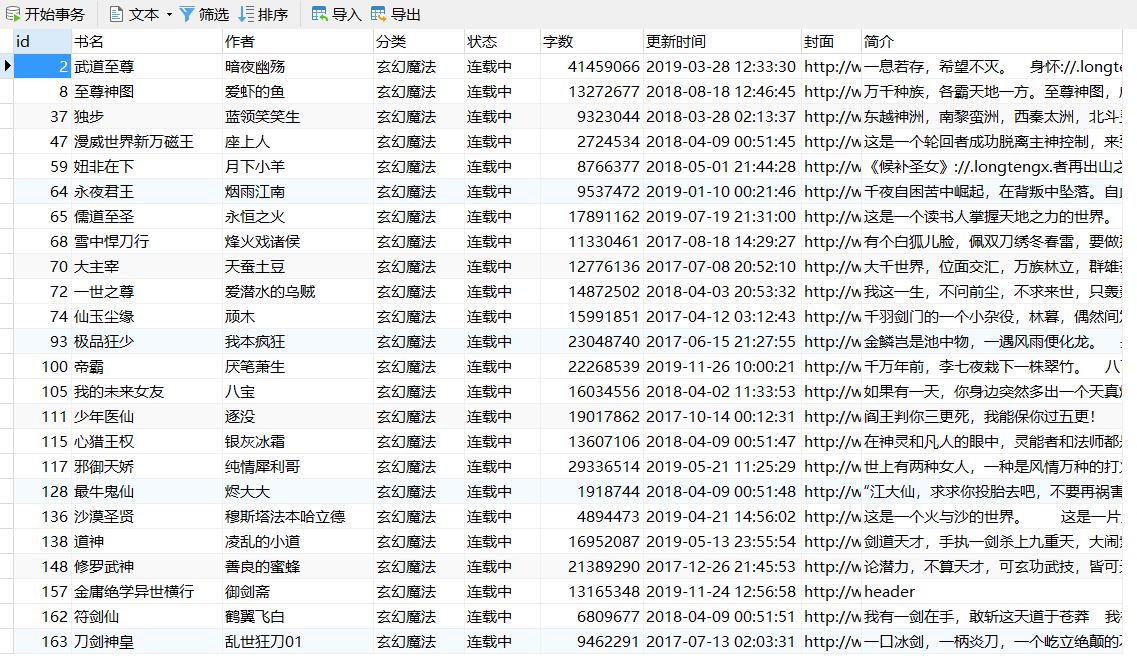 开始事务 文本 筛选 排序 导入 导出
id 书名 作者 分类 状态 字数 更新时间 封面 简介
2 武道至尊 暗夜幽殇 玄幻魔法 连载中 41459066 2019-03-28 12:33:30 http://w 一息若存，希望不灭。 身怀://.longte
8 至尊神图 爱虾的鱼 玄幻魔法 连载中 13272677 2018-08-18 12:46:45 http://w 万千种族，各霸天地一方。至尊神图，
37 独步 蓝领笑笑生 玄幻魔法 连载中 9323044 2018-03-28 02:13:37 http://w 东越神洲，南黎蛮洲，西秦太洲，北斗
47 漫威世界新万磁王 座上人 玄幻魔法 连载中 2724534 2018-04-09 00:51:45 http://w 这是一个轮回者成功脱离主神控制，来
59 妞非在下 月下小羊 玄幻魔法 连载中 8766377 2018-05-01 21:44:28 http://w 《候补圣女》://.longtengx.者再出山之
64 永夜君王 烟雨江南 玄幻魔法 连载中 9537472 2019-01-10 00:21:46 http://w 千夜自困苦中崛起，在背叛中坠落。自
65 儒道至圣 永恒之火 玄幻魔法 连载中 17891162 2019-07-19 21:31:00 http://w 这是一个读书人掌握天地之力的世界。
68 雪中悍刀行 烽火戏诸侯 玄幻魔法 连载中 11330461 2017-08-18 14:29:27 http://w 有个白狐儿脸，佩双刀绣冬春雷，要做
70 大主宰 天蚕土豆 玄幻魔法 连载中 12776136 2017-07-08 20:52:10 http://w 大千世界，位面交汇，万族林立，群雄
72 一世之尊 爱潜水的乌贼 玄幻魔法 连载中 14872502 2018-04-03 20:53:32 http://w 我这一生，不问前尘，不求来世，只轰
74 仙玉尘缘 顽木 玄幻魔法 连载中 15991851 2017-04-12 03:12:43 http://w 千羽剑门的一个小杂役，林暮，偶然间
93 极品狂少 我本疯狂 玄幻魔法 连载中 23048740 2017-06-15 21:27:55 http://w 金鳞岂是池中物，一遇风雨便化龙。
100 帝霸 厌笔萧生 玄幻魔法 连载中 22268539 2019-11-26 10:00:21 http://w 千万年前，李七夜栽下一株翠竹。 八
105 我的未来女友 八宝 玄幻魔法 连载中 16034556 2018-04-02 11:33:53 http://w 如果有一天，你身边突然多出一个天真
111 少年医仙 逐没 玄幻魔法 连载中 19017862 2017-10-14 00:12:31 http://w 阎王判你三更死，我能保你过五更！
115 心猎王权 银灰冰霜 玄幻魔法 连载中 13607106 2018-04-09 00:51:47 http://w 在神灵和凡人的眼中，灵能者和法师都
117 邪御天娇 纯情犀利哥 玄幻魔法 连载中 29336514 2019-05-21 11:25:29 http://w 世上有两种女人，一种是风情万种的打
128 最牛鬼仙 烬大大 玄幻魔法 连载中 1918744 2018-04-09 00:51:48 http://w “江大仙，求求你投胎去吧，不要再祸害
136 沙漠圣贤 穆斯塔法本哈立德 玄幻魔法 连载中 4894473 2019-04-21 14:56:02 http://w 这是一个火与沙的世界。 这是一片
138 道神 凌乱的小道 玄幻魔法 连载中 16952087 2019-05-13 23:55:54 http://w 剑道天才，手执一剑杀上九重天，大闹
148 修罗武神 善良的蜜蜂 玄幻魔法 连载中 21389290 2017-12-26 21:45:53 http://w 论潜力，不算天才，可玄功武技，皆可
157 金庸绝学异世横行 御剑斋 玄幻魔法 连载中 13165348 2019-11-24 12:56:58 http://w header
162 符剑仙 鹤翼飞白 玄幻魔法 连载中 6809677 2018-04-09 00:51:51 http://w 我有一剑在手，敢斩这天道于苍莽 我
163 刀剑神皇 乱世狂刀01 玄幻魔法 连载中 9462291 2017-07-13 02:03:31 http://w 一口冰剑，一柄炎刀，一个屹立绝颠的